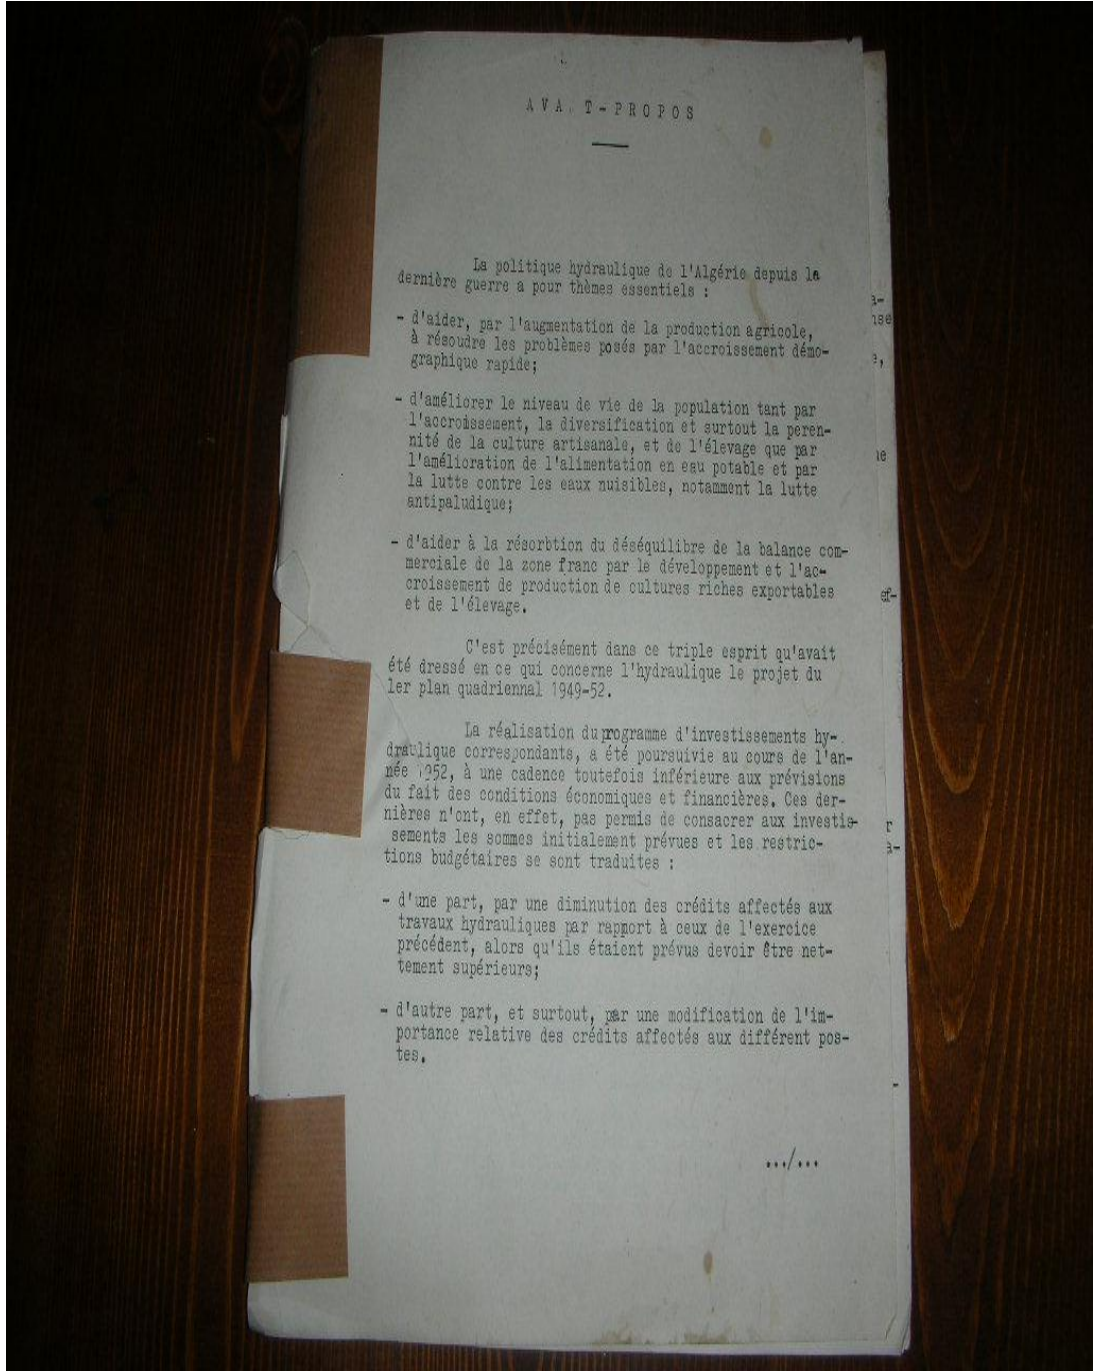 AVA T-PROPOS
La politique hydraulique de l'Algérie depuis la
dernière guerre a pour thèmes essentiels :
- d'aider, par l'augmentation de la production agricole,
à résoudre les problèmes posés par l'accroissement démo-
graphique rapide;
- d'améliorer le niveau de vie de la population tant par
l'accroissement, la diversification et surtout la peren-
nité de la culture artisanale, et de l'élevage que par
l'amélioration de l'alimentation en eau potable et par
la lutte contre les eaux nuisibles, notamment la lutte
antipaludique;
- d'aider à la résorbtion du déséquilibre de la balance com-
merciale de la zone franc par le développement et l'ac-
croissement de production de cultures riches exportables
et de l'élevage.
C'est précisément dans ce triple esprit qu'avait
été dressé en ce qui concerne l'hydraulique le projet du
1er plan quadriennal 1949-52.
La réalisation du programme d'investissements hy-
draulique correspondants, a été poursuivie au cours de l'an-
née 1952, à une cadence toutefois inférieure aux prévisions
du fait des conditions économiques et financières. Ces der-
nières n'ont, en effet, pas permis de consacrer aux investis-
sements les sommes initialement prévues et les restric-
tions budgétaires se sont traduites :
- d'une part, par une diminution des crédits affectés aux
travaux hydrauliques par rapport à ceux de l'exercice
précédent, alors qu'ils étaient prévus devoir être net-
tement supérieurs;
- d'autre part, et surtout, par une modification de l'im-
portance relative des crédits affectés aux différent pos-
tes.
.../...